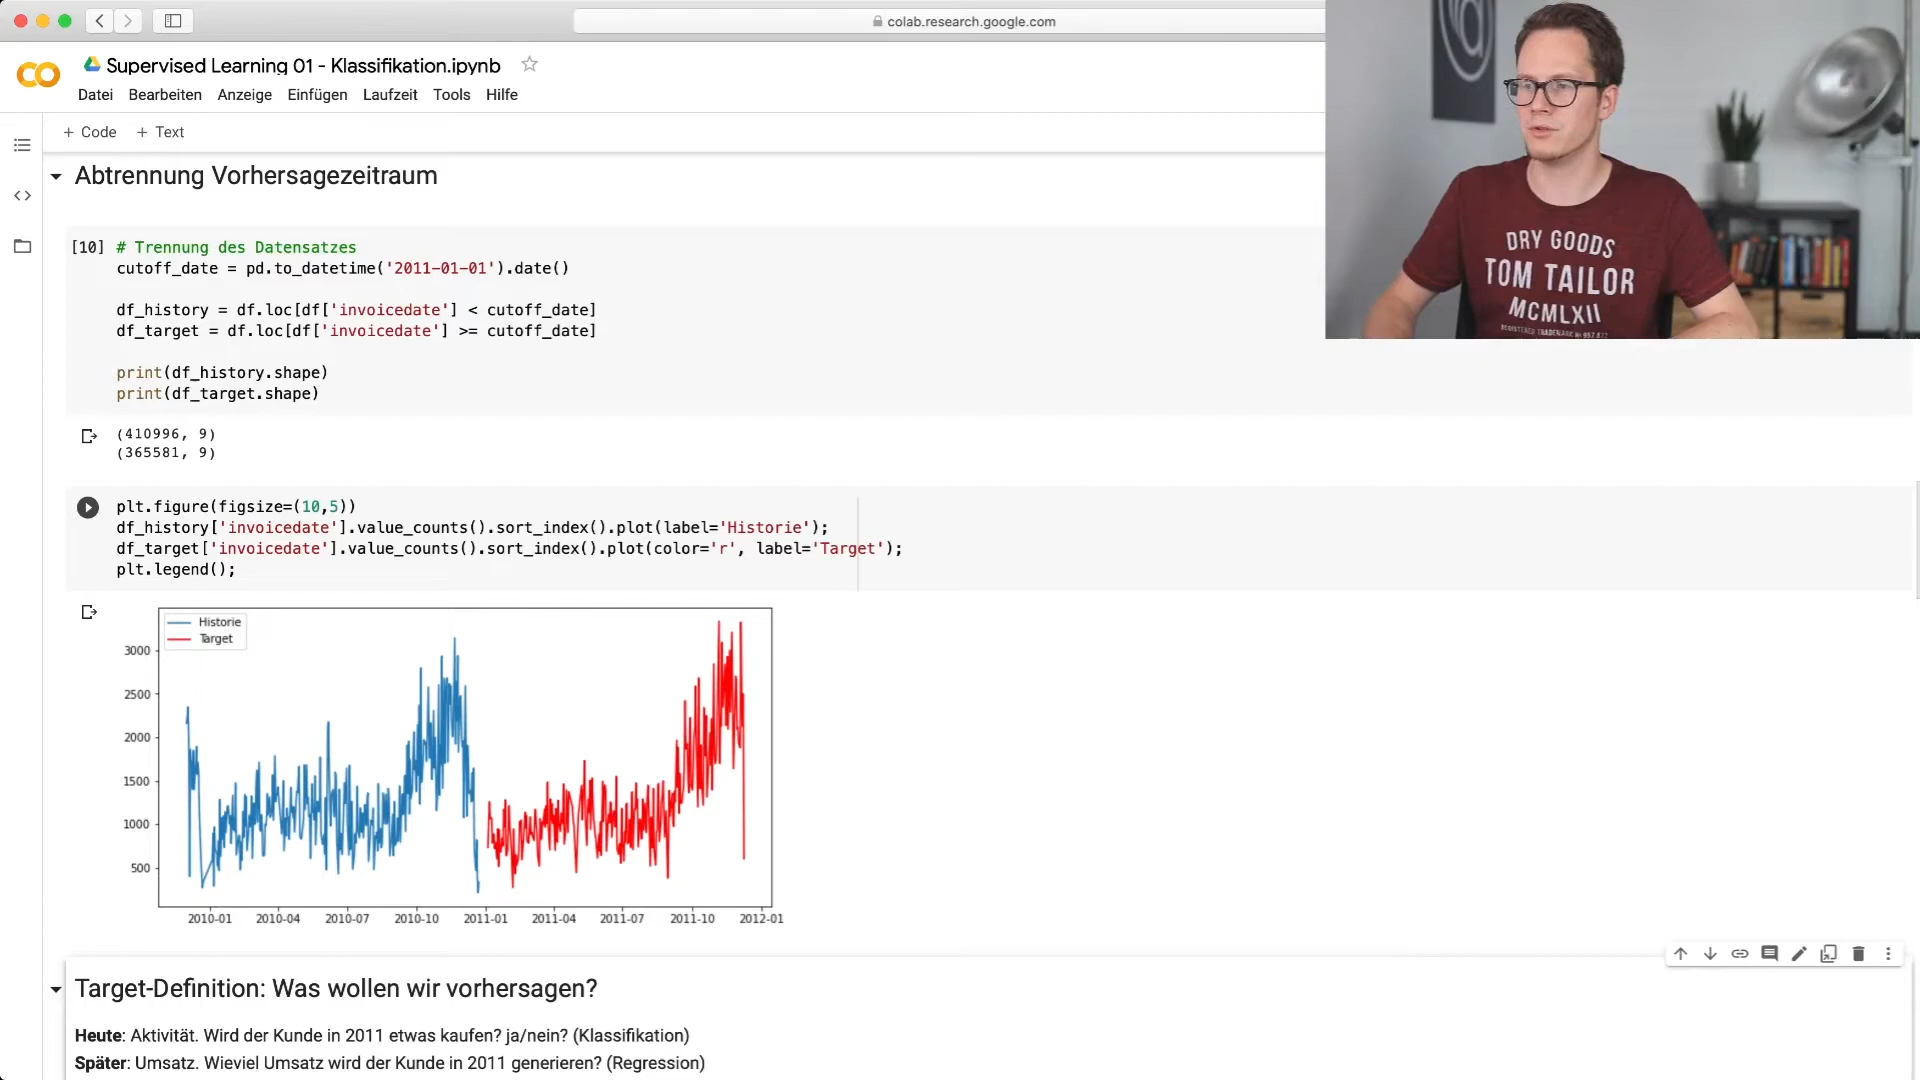 colab.research.google.com
Supervised Learning 01 - Klassifikation.ipynb
Datei Bearbeiten Anzeige Einfügen Laufzeit Tools Hilfe
+ Code + Text
Abtrennung Vorhersagezeitraum
[10] # Trennung des Datensatzes
cutoff_date = pd.to_datetime('2011-01-01').date()
df_history = df.loc[df['invoicedate'] < cutoff_date]
df_target = df.loc[df['invoicedate'] >= cutoff_date]
print(df_history.shape)
print(df_target.shape)
(410996, 9)
(365581, 9)
plt.figure(figsize=(10,5))
df_history['invoicedate'].value_counts().sort_index().plot(label='Historie');
df_target['invoicedate'].value_counts().sort_index().plot(color='r', label='Target');
plt.legend();
Historie
Target
3000
2500
2000
1500
1000
500
2010-01 2010-04 2010-07 2010-10 2011-01 2011-04 2011-07 2011-10 2012-01
Target-Definition: Was wollen wir vorhersagen?
Heute: Aktivität. Wird der Kunde in 2011 etwas kaufen? ja/nein? (Klassifikation)
Später: Umsatz. Wieviel Umsatz wird der Kunde in 2011 generieren? (Regression)
DRY GOODS
TOM TAILOR
MCMLXII